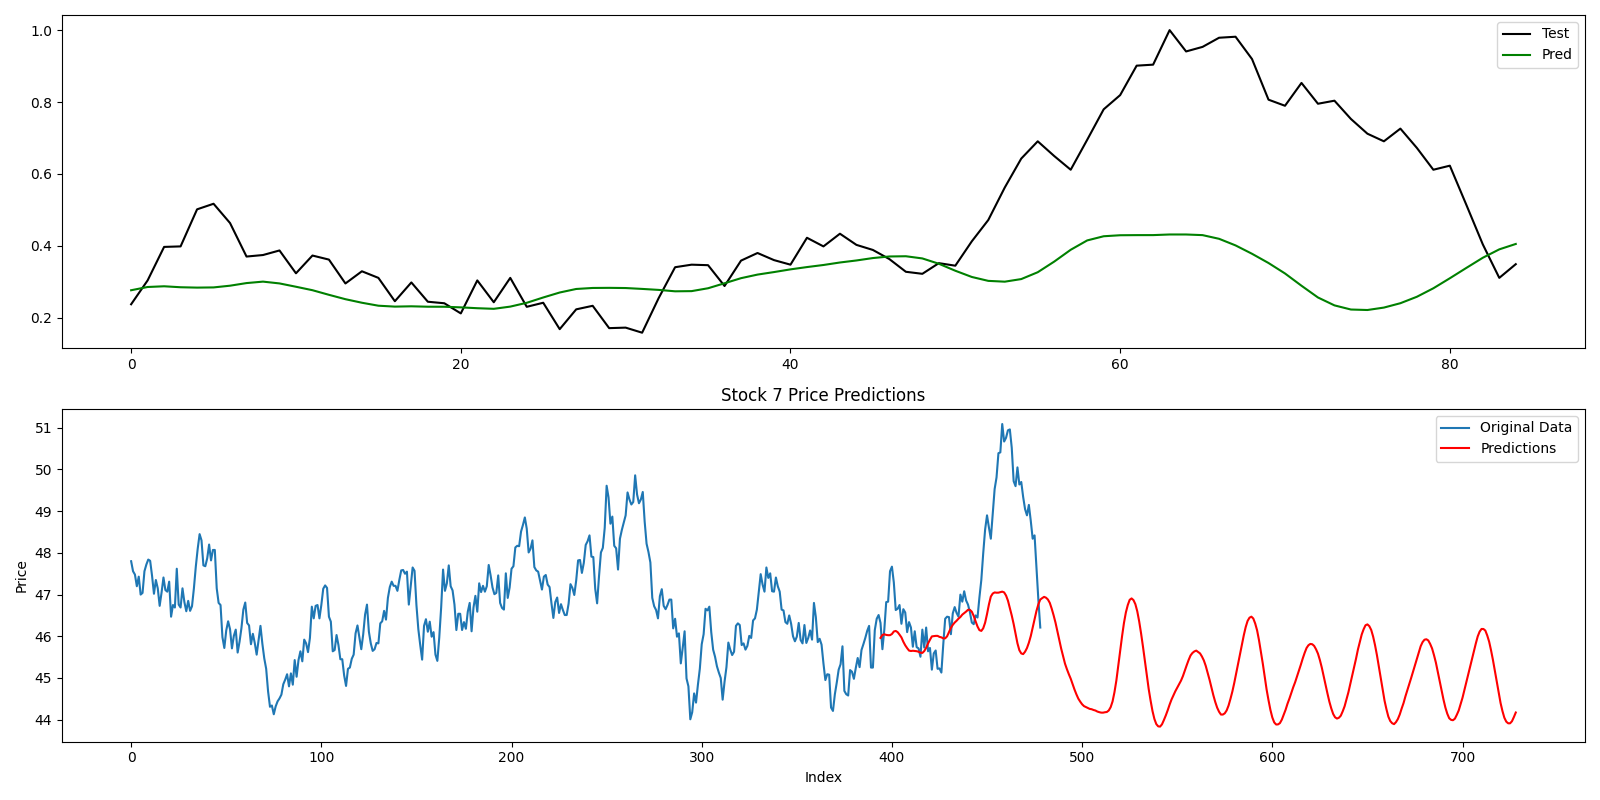 1.0
0.8
0.6
0.4
0.2
Test
Pred
0 20 40 60 80
Stock 7 Price Predictions
51
50
49
48
47
46
45
44
Price
Original Data
Predictions
0 100 200 300 400 500 600 700
Index